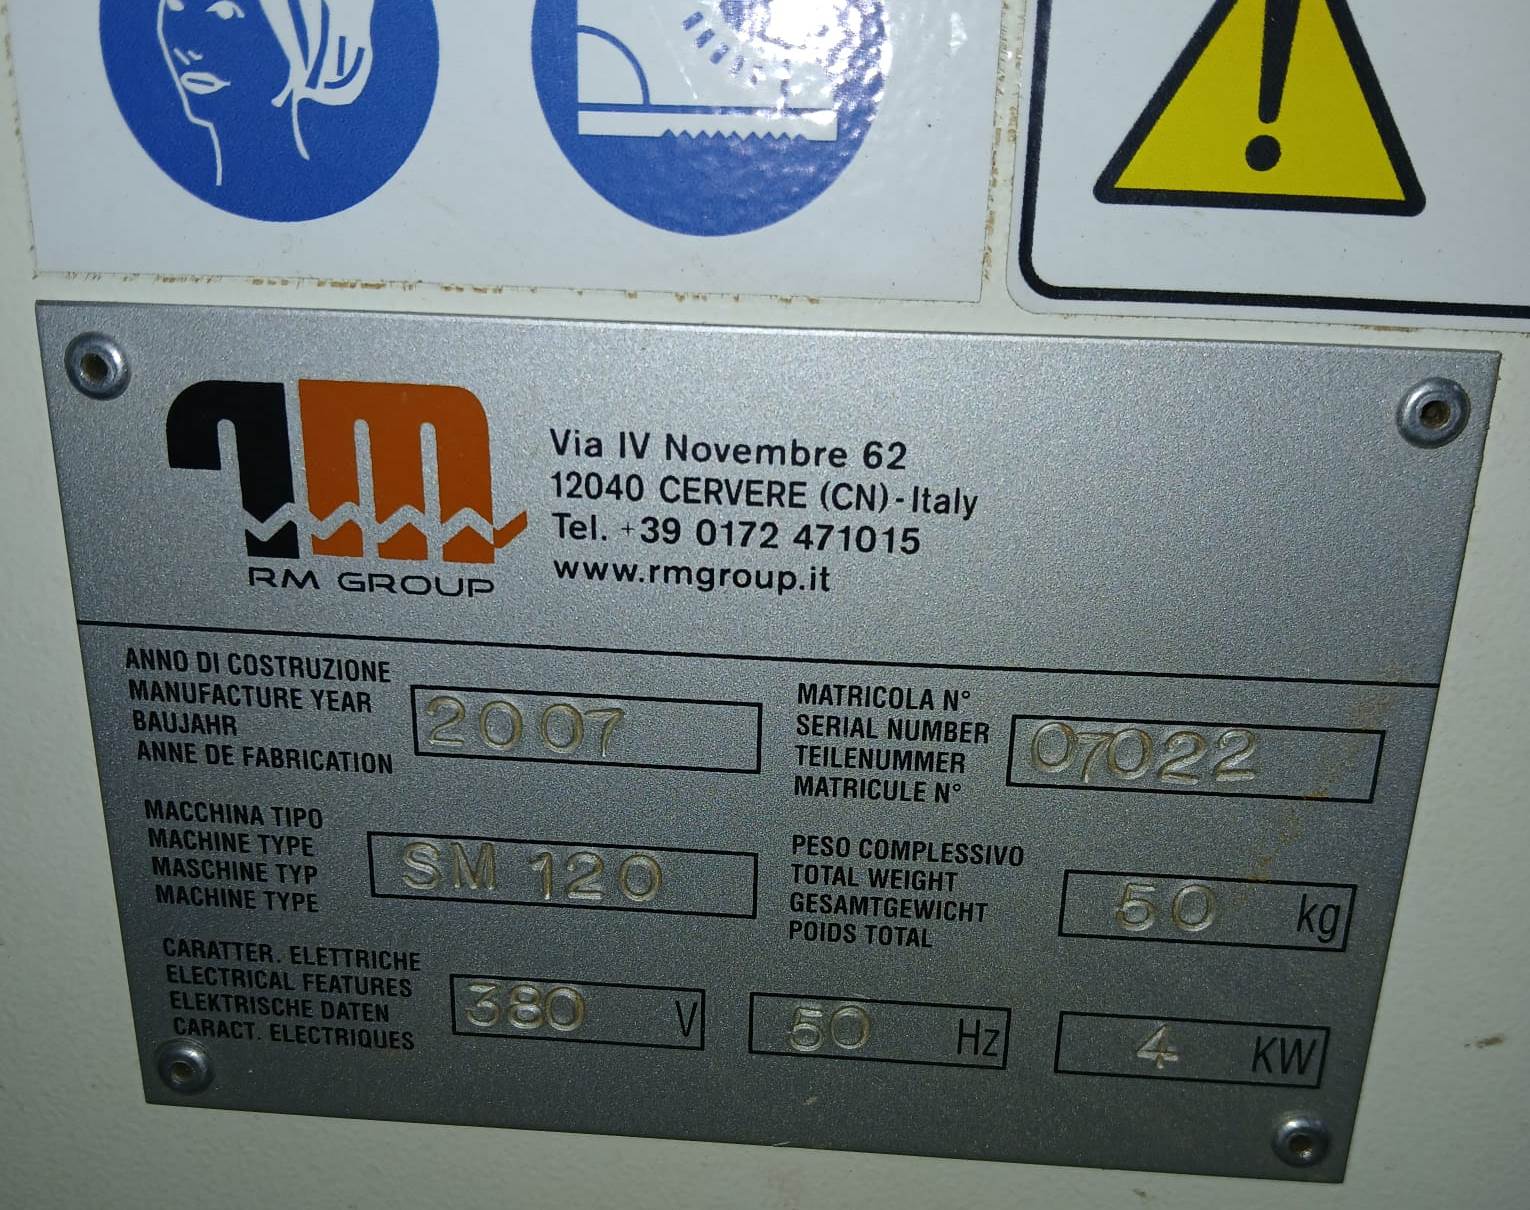 Via IV Novembre 62
12040 CERVERE (CN) - Italy
Tel. +39 0172 471015
www.rmgroup.it
rm
RM GROUP
ANNO DI COSTRUZIONE
MANUFACTURE YEAR
BAUJAHR
ANNE DE FABRICATION
2007
MATRICOLA N°
SERIAL NUMBER
TEILENUMMER
MATRICULE N°
07022
MACCHINA TIPO
MACHINE TYPE
MASCHINE TYP
MACHINE TYPE
SM 120
PESO COMPLESSIVO
TOTAL WEIGHT
GESAMTGEWICHT
POIDS TOTAL
50 kg
CARATTER. ELETTRICHE
ELECTRICAL FEATURES
ELEKTRISCHE DATEN
CARACT. ELECTRIQUES
380 V
50 Hz
4 KW